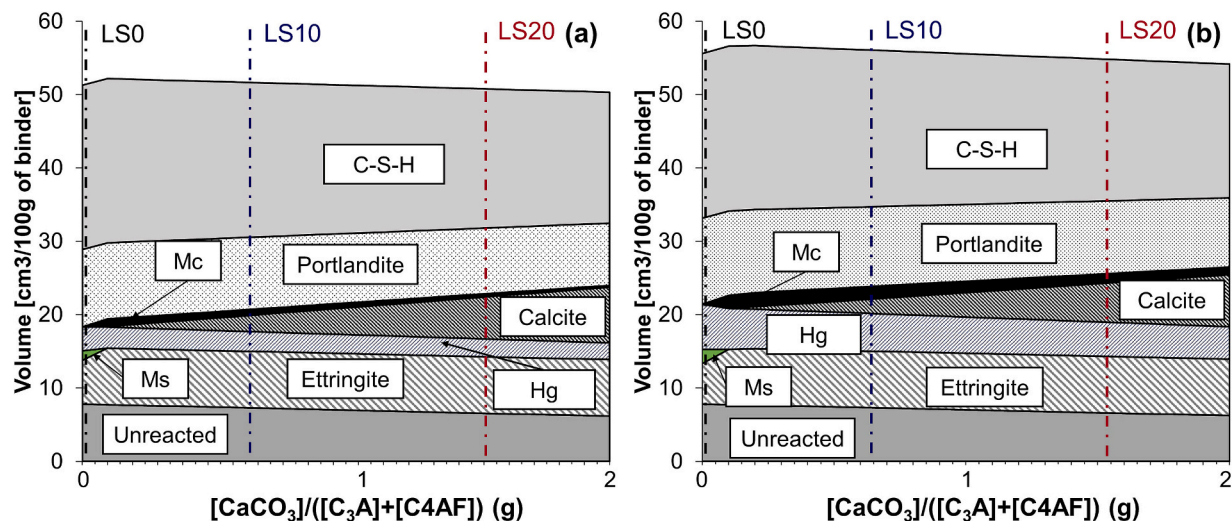 60
50
40
30
20
10
0
Volume [cm3/100g of binder]
LS0
LS10
LS20
(a)
C-S-H
Mc
Portlandite
Calcite
Ms
Ettringite
Hg
Unreacted
0
1
2
[CaCO₃]/([C₃A]+[C4AF]) (g)
60
50
40
30
20
10
0
Volume [cm3/100g of binder]
LS0
LS10
LS20
(b)
C-S-H
Mc
Portlandite
Calcite
Hg
Ms
Ettringite
Unreacted
0
1
2
[CaCO₃]/([C₃A]+[C4AF]) (g)